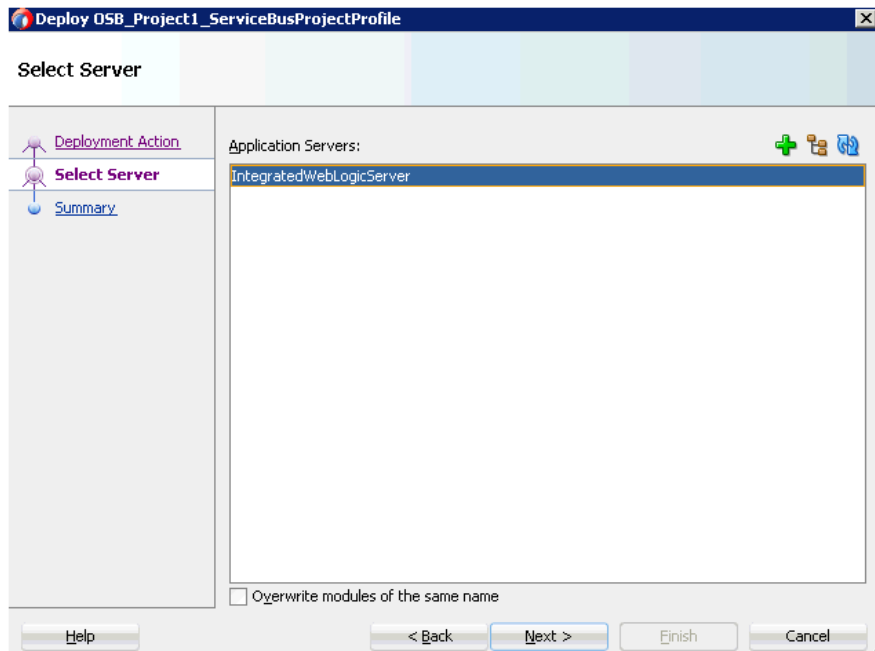 Deploy OSB_Project1_ServiceBusProjectProfile
Select Server
Deployment Action
Select Server
Summary
Application Servers:
IntegratedWebLogicServer
Overwrite modules of the same name
Help
< Back
Next >
Finish
Cancel